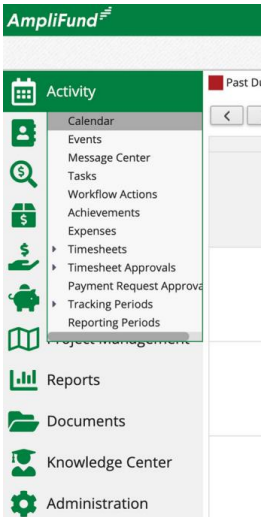 AmpliFund
Activity
Past Du
Calendar
Events
Message Center
Tasks
Workflow Actions
Achievements
Expenses
Timesheets
Timesheet Approvals
Payment Request Approva
Tracking Periods
Reporting Periods
Project Management
Reports
Documents
Knowledge Center
Administration